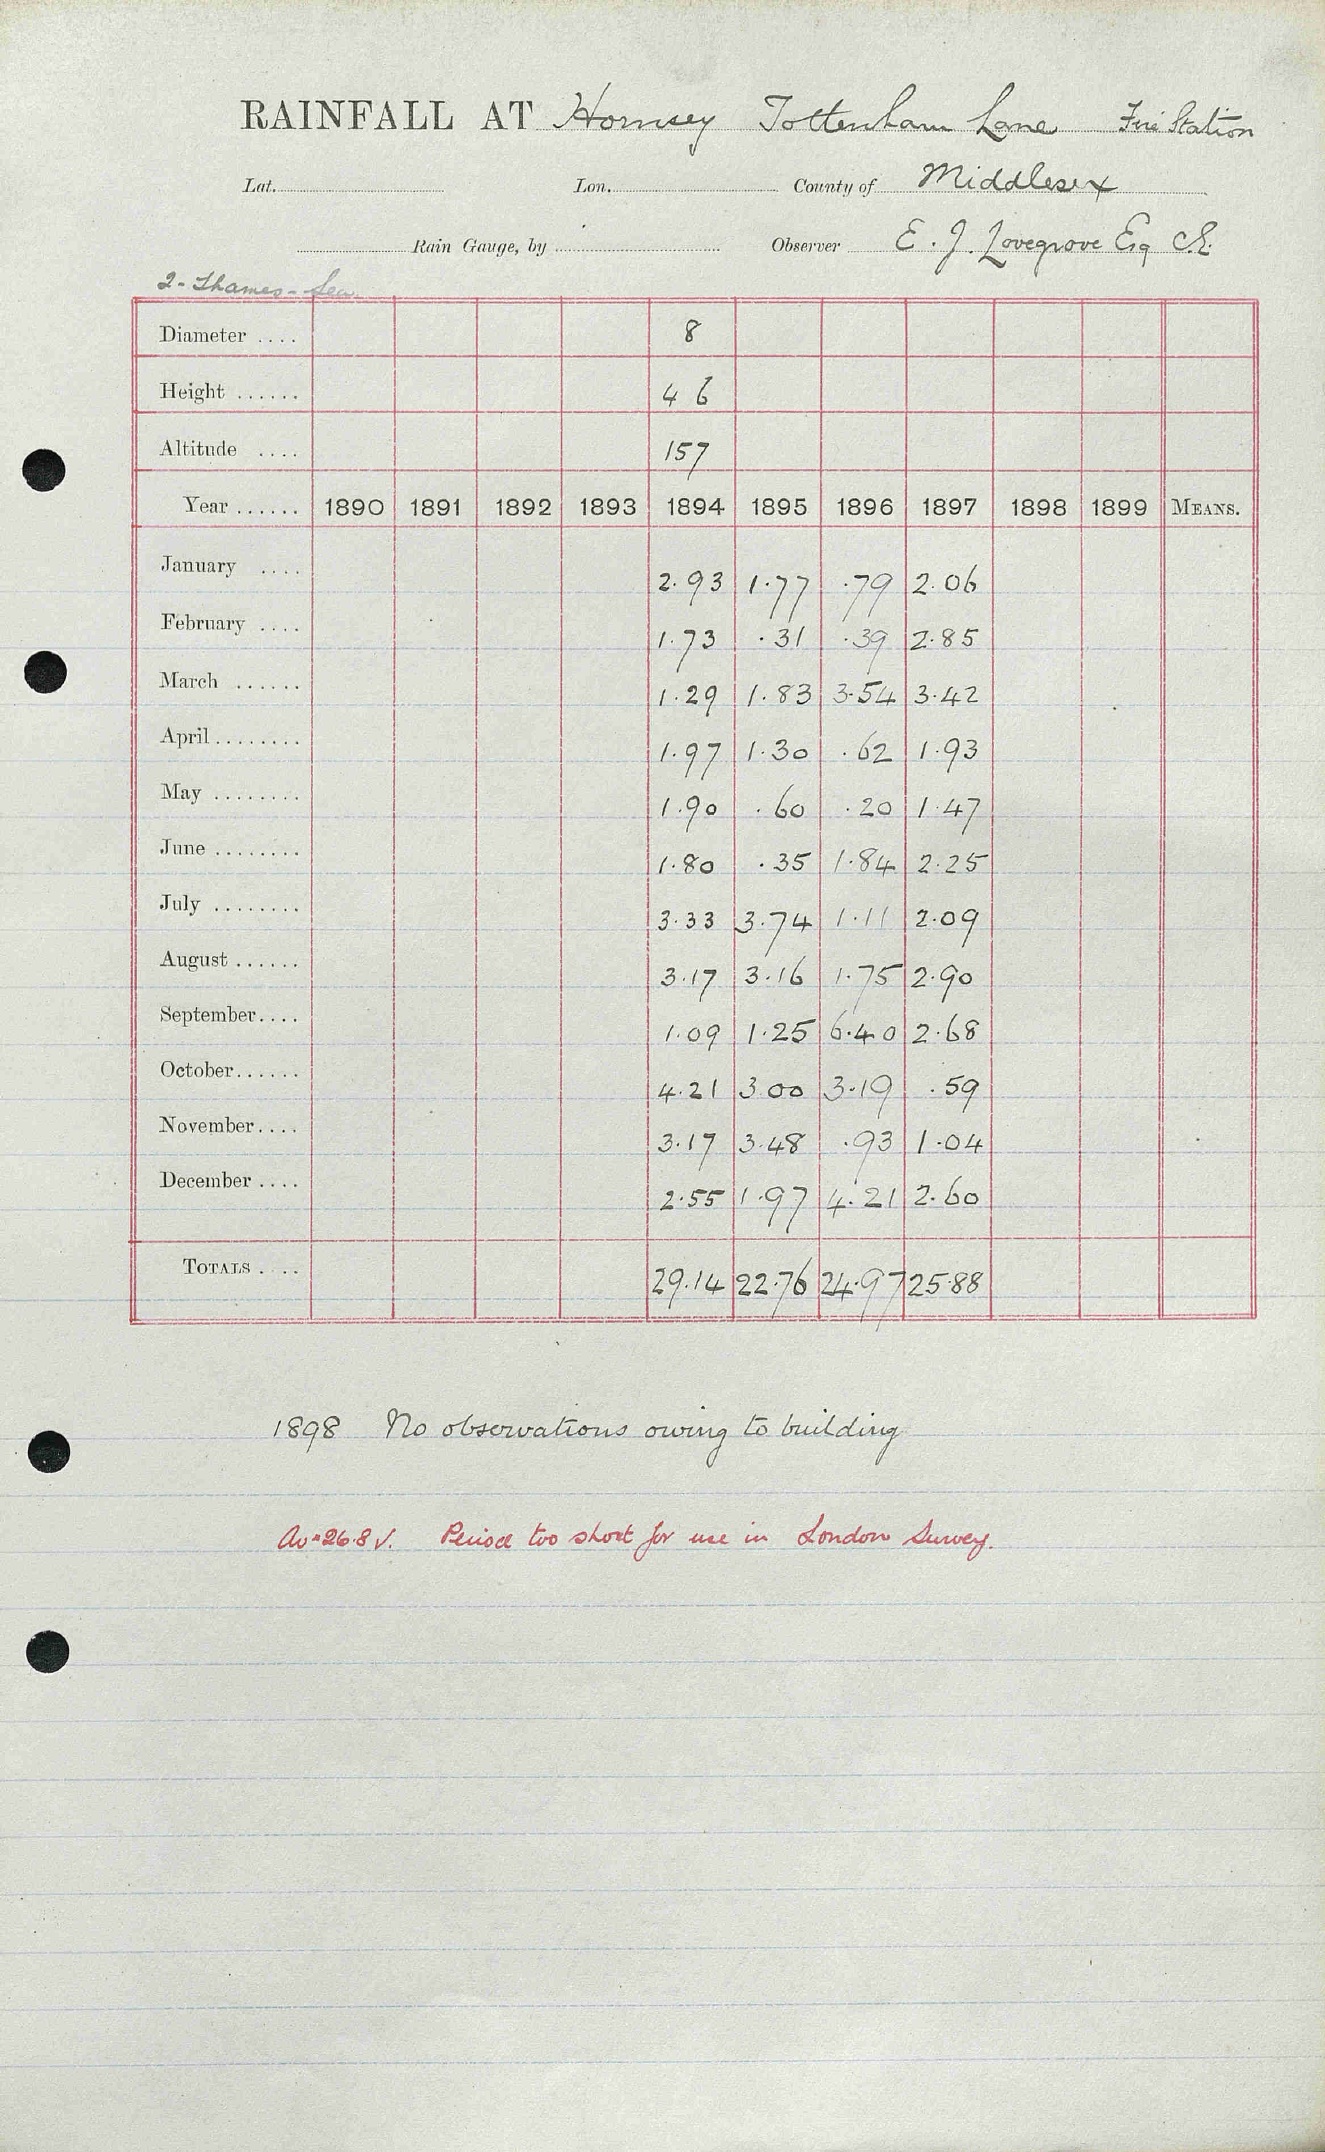 RAINFALL AT Hornsey Tottenham Lane Fire Station
Lat. Lon. County of Middlesex
Rain Gauge, by Observer E. J. Lovegrove Esq C.E.
2 - Thames - Lea
Diameter .... 8
Height ...... 4 6
Altitude .... 157
Year ...... 1890 1891 1892 1893 1894 1895 1896 1897 1898 1899 MEANS.
January .... 2.93 1.77 .79 2.06
February .... 1.73 .31 .39 2.85
March ...... 1.29 1.83 3.54 3.42
April ........ 1.97 1.30 .62 1.93
May ........ 1.90 .60 .20 1.47
June ........ 1.80 .35 1.84 2.25
July ........ 3.33 3.74 1.11 2.09
August ...... 3.17 3.16 1.75 2.90
September.... 1.09 1.25 6.40 2.68
October...... 4.21 3.00 3.19 .59
November.... 3.17 3.48 .93 1.04
December .... 2.55 1.97 4.21 2.60
TOTALS .... 29.14 22.76 24.97 25.88
1898 No observations owing to building
Av = 26.8 √. Period too short for use in London Survey.